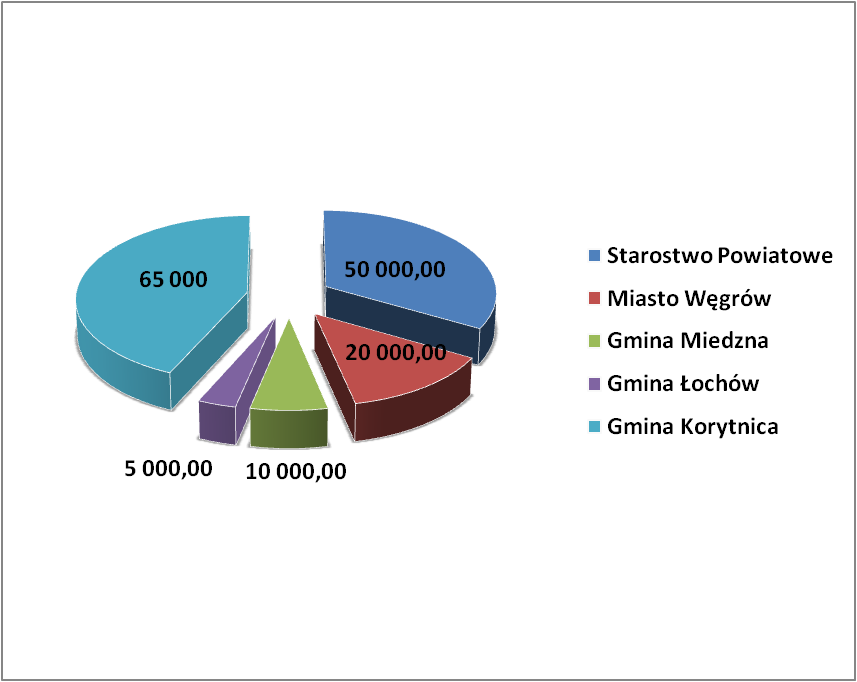 65 000
50 000,00
20 000,00
5 000,00
10 000,00
Starostwo Powiatowe
Miasto Węgrów
Gmina Miedzna
Gmina Łochów
Gmina Korytnica